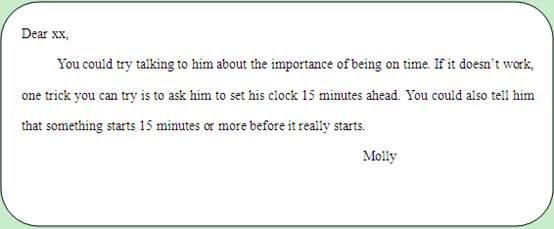 Dear xx,
You could try talking to him about the importance of being on time. If it doesn't work,
one trick you can try is to ask him to set his clock 15 minutes ahead. You could also tell him
that something starts 15 minutes or more before it really starts.
Molly